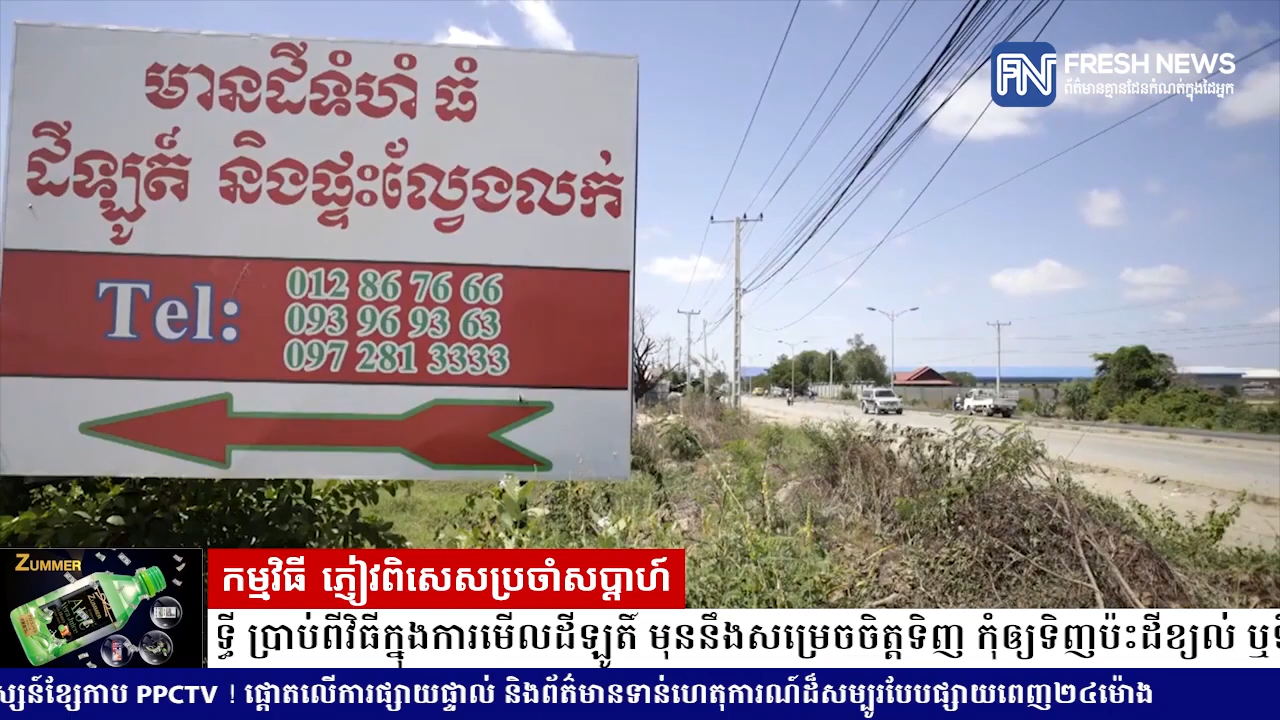 មានដីទំហំ ធំ
ដីឡូត៍ និងផ្ទះល្វែងលក់
Tel:
012 86 76 66
093 96 93 63
097 281 3333
FRESH NEWS
ព័ត៌មានគ្មានដែនកំណត់ក្នុងដៃអ្នក
ZUMMER
កម្មវិធី ភ្ញៀវពិសេសប្រចាំសប្តាហ៍
ទ្ធី ប្រាប់ពីវិធីក្នុងការមើលដីឡូតិ៍ មុននឹងសម្រេចចិត្តទិញ កុំឲ្យទិញប៉ះដីខ្យល់ ឬ
ស្សន៍ខ្សែកាប PPCTV ! ផ្តោតលើការផ្សាយផ្ទាល់ និងព័ត៌មានទាន់ហេតុការណ៍ដ៏សម្បូរបែបផ្សាយពេញ២៤ម៉ោង